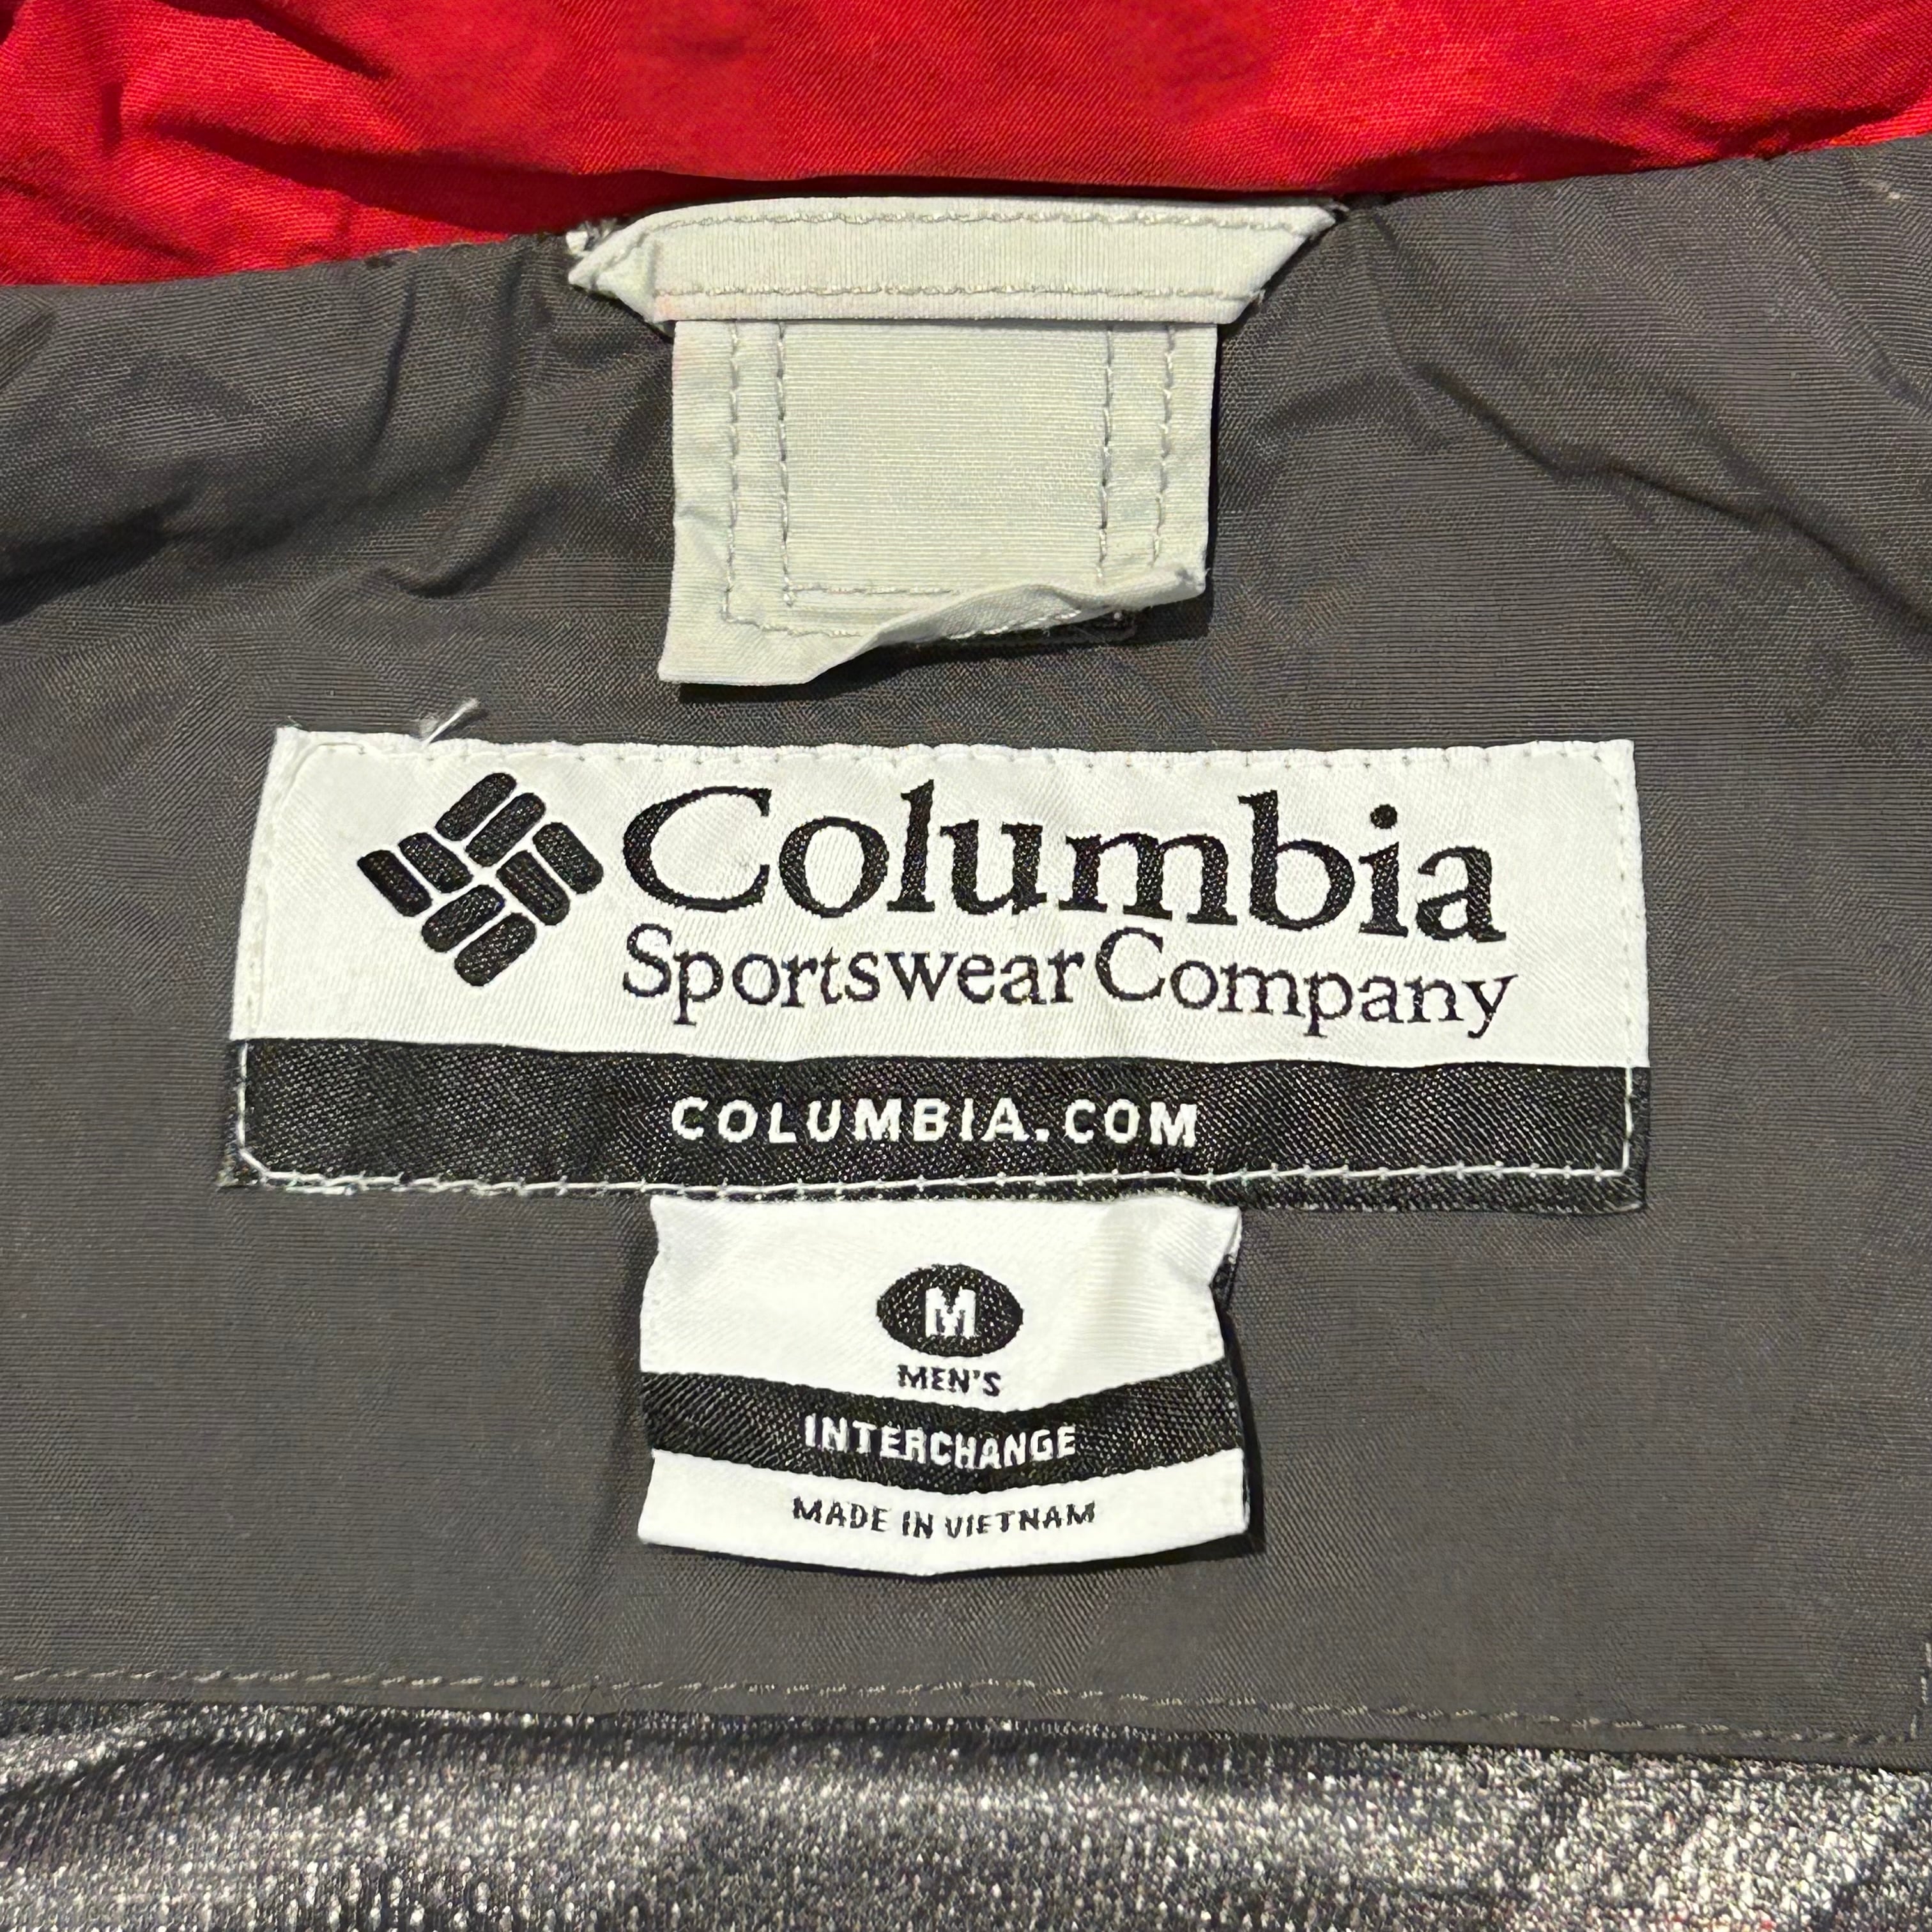 Columbia
Sportswear Company
COLUMBIA.COM
M
MEN'S
INTERCHANGE
MADE IN VIETNAM